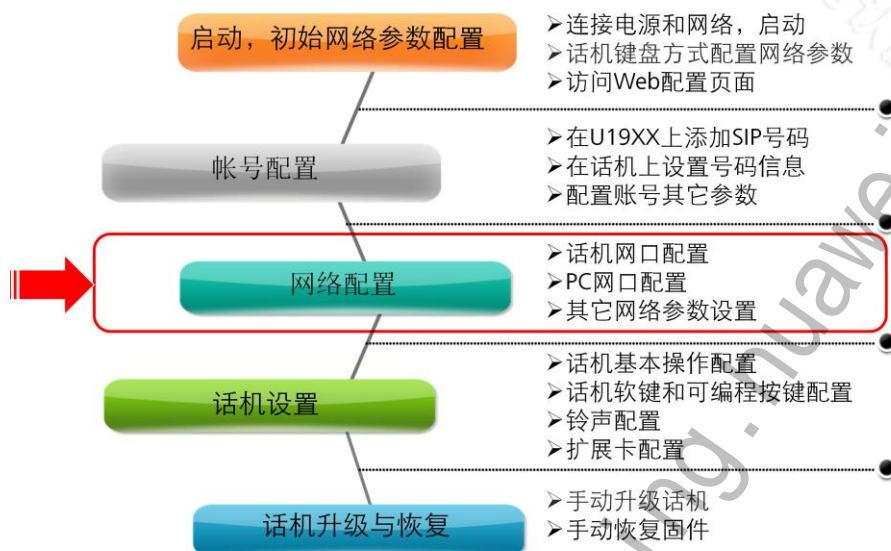 启动，初始网络参数配置
➢连接电源和网络，启动
➢话机键盘方式配置网络参数
➢访问Web配置页面
帐号配置
➢在U19XX上添加SIP号码
➢在话机上设置号码信息
➢配置账号其它参数
网络配置
➢话机网口配置
➢PC网口配置
➢其它网络参数设置
话机设置
➢话机基本操作配置
➢话机软键和可编程按键配置
➢铃声配置
➢扩展卡配置
话机升级与恢复
➢手动升级话机
➢手动恢复固件
ng.huawe